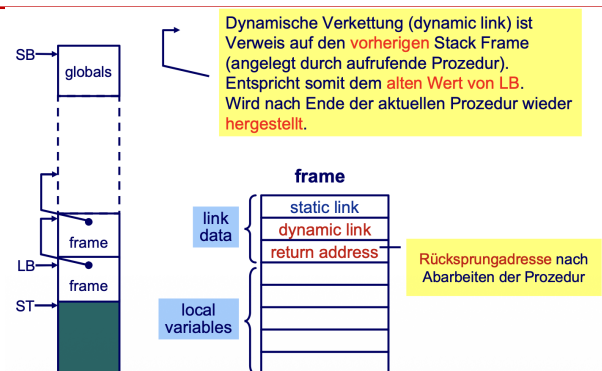 Dynamische Verkettung (dynamic link) ist
Verweis auf den vorherigen Stack Frame
(angelegt durch aufrufende Prozedur).
Entspricht somit dem alten Wert von LB.
Wird nach Ende der aktuellen Prozedur wieder
hergestellt.
SB
globals
frame
LB
frame
ST
frame
link
data
static link
dynamic link
return address
local
variables
Rücksprungadresse nach
Abarbeiten der Prozedur